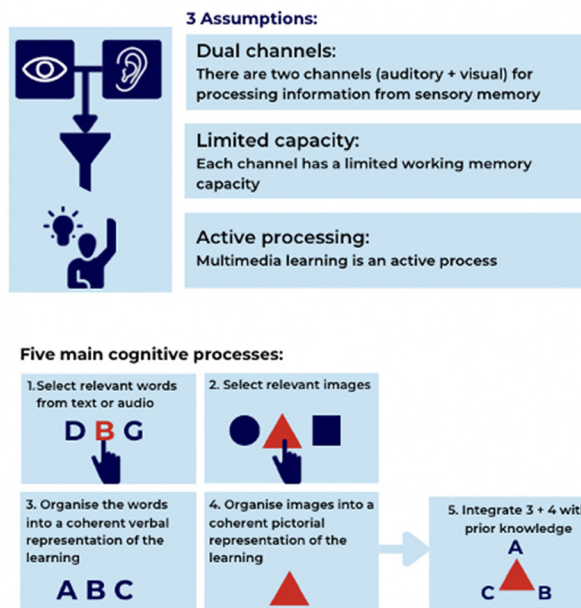 3 Assumptions:
Dual channels:
There are two channels (auditory + visual) for
processing information from sensory memory
Limited capacity:
Each channel has a limited working memory
capacity
Active processing:
Multimedia learning is an active process
Five main cognitive processes:
1.Select relevant words
from text or audio
D B G
2. Select relevant images
3. Organise the words
into a coherent verbal
representation of the
learning
A B C
4. Organise images into a
coherent pictorial
representation of the
learning
5. Integrate 3 + 4 with
prior knowledge
A
C B